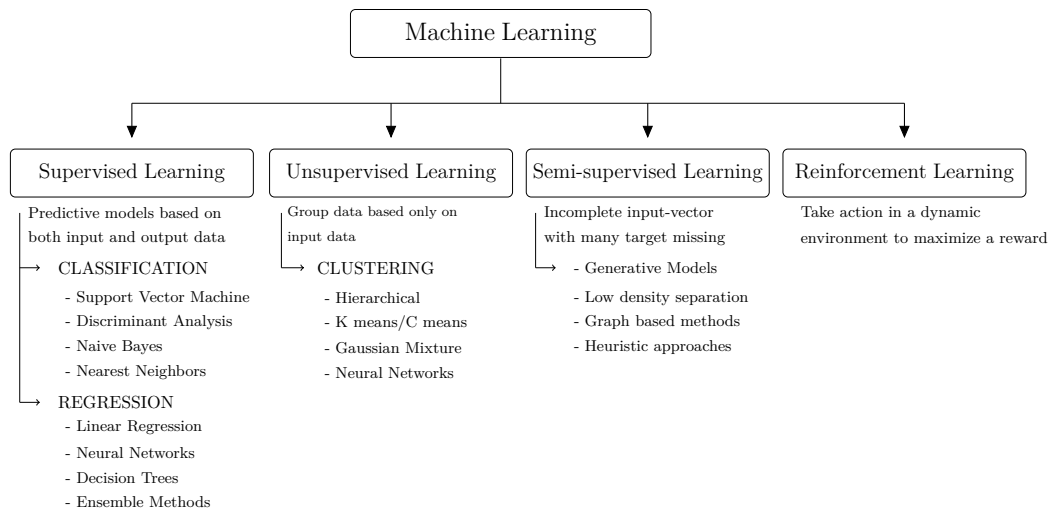 Machine Learning
Supervised Learning
Predictive models based on
both input and output data
CLASSIFICATION
- Support Vector Machine
- Discriminant Analysis
- Naive Bayes
- Nearest Neighbors
REGRESSION
- Linear Regression
- Neural Networks
- Decision Trees
- Ensemble Methods
Unsupervised Learning
Group data based only on
input data
CLUSTERING
- Hierarchical
- K means/C means
- Gaussian Mixture
- Neural Networks
Semi-supervised Learning
Incomplete input-vector
with many target missing
- Generative Models
- Low density separation
- Graph based methods
- Heuristic approaches
Reinforcement Learning
Take action in a dynamic
environment to maximize a reward